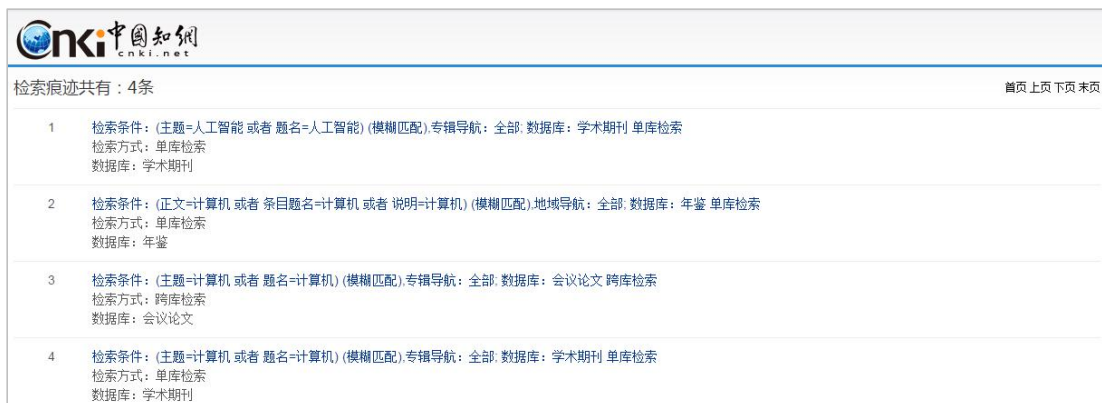 Cnki 中國知網
cnki.net
检索痕迹共有：4条
首页 上页 下页 末页
1 检索条件：(主题=人工智能 或者 题名=人工智能) (模糊匹配),专辑导航：全部; 数据库：学术期刊 单库检索
检索方式：单库检索
数据库：学术期刊
2 检索条件：(正文=计算机 或者 条目题名=计算机 或者 说明=计算机) (模糊匹配),地域导航：全部; 数据库：年鉴 单库检索
检索方式：单库检索
数据库：年鉴
3 检索条件：(主题=计算机 或者 题名=计算机) (模糊匹配),专辑导航：全部; 数据库：会议论文 跨库检索
检索方式：跨库检索
数据库：会议论文
4 检索条件：(主题=计算机 或者 题名=计算机) (模糊匹配),专辑导航：全部; 数据库：学术期刊 单库检索
检索方式：单库检索
数据库：学术期刊